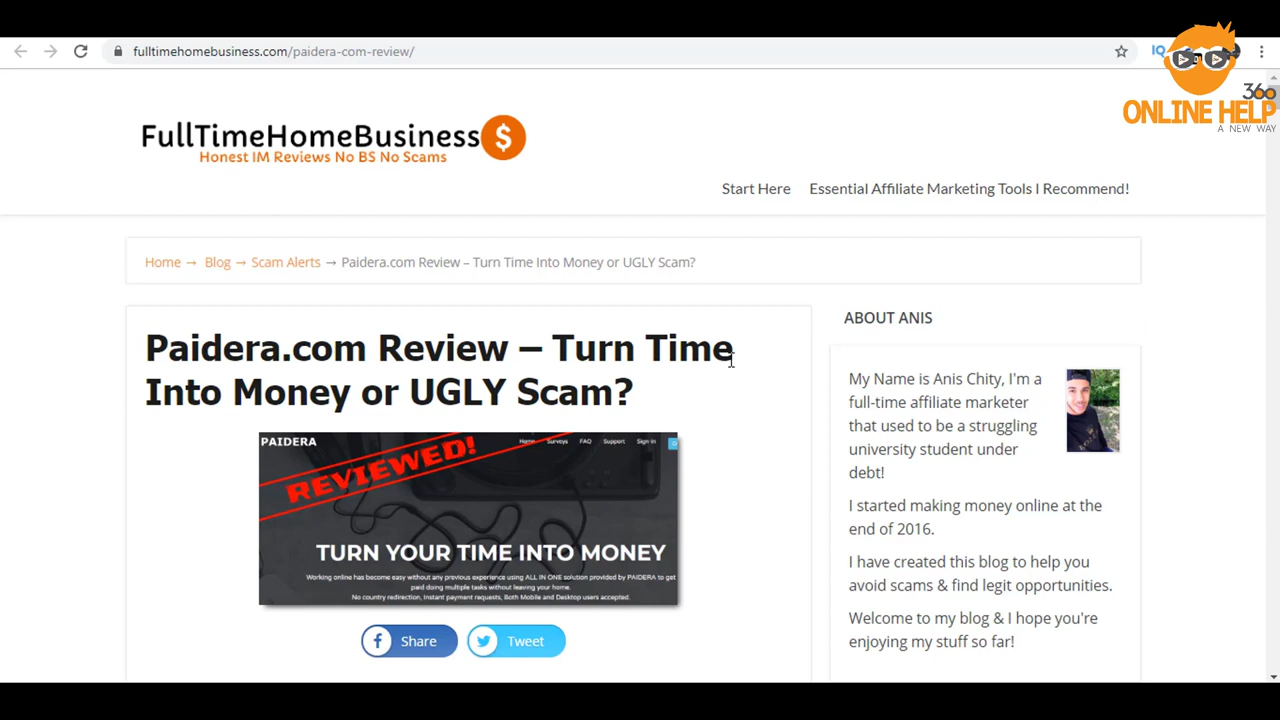 fulltimehomebusiness.com/paidera-com-review/
IQ
360
ONLINE HELP
A NEW WAY
FullTimeHomeBusiness $
Honest IM Reviews No BS No Scams
Start Here Essential Affiliate Marketing Tools I Recommend!
Home → Blog → Scam Alerts → Paidera.com Review – Turn Time Into Money or UGLY Scam?
Paidera.com Review – Turn Time
Into Money or UGLY Scam?
PAIDERA Home Surveys FAQ Support Sign in
REVIEWED!
TURN YOUR TIME INTO MONEY
Working online has become easy without any previous experience using ALL IN ONE solution provided by PAIDERA to get
paid doing multiple tasks without leaving your home.
No country redirection, Instant payment requests, Both Mobile and Desktop users accepted.
f Share Tweet
ABOUT ANIS
My Name is Anis Chity, I'm a
full-time affiliate marketer
that used to be a struggling
university student under
debt!
I started making money online at the
end of 2016.
I have created this blog to help you
avoid scams & find legit opportunities.
Welcome to my blog & I hope you're
enjoying my stuff so far!